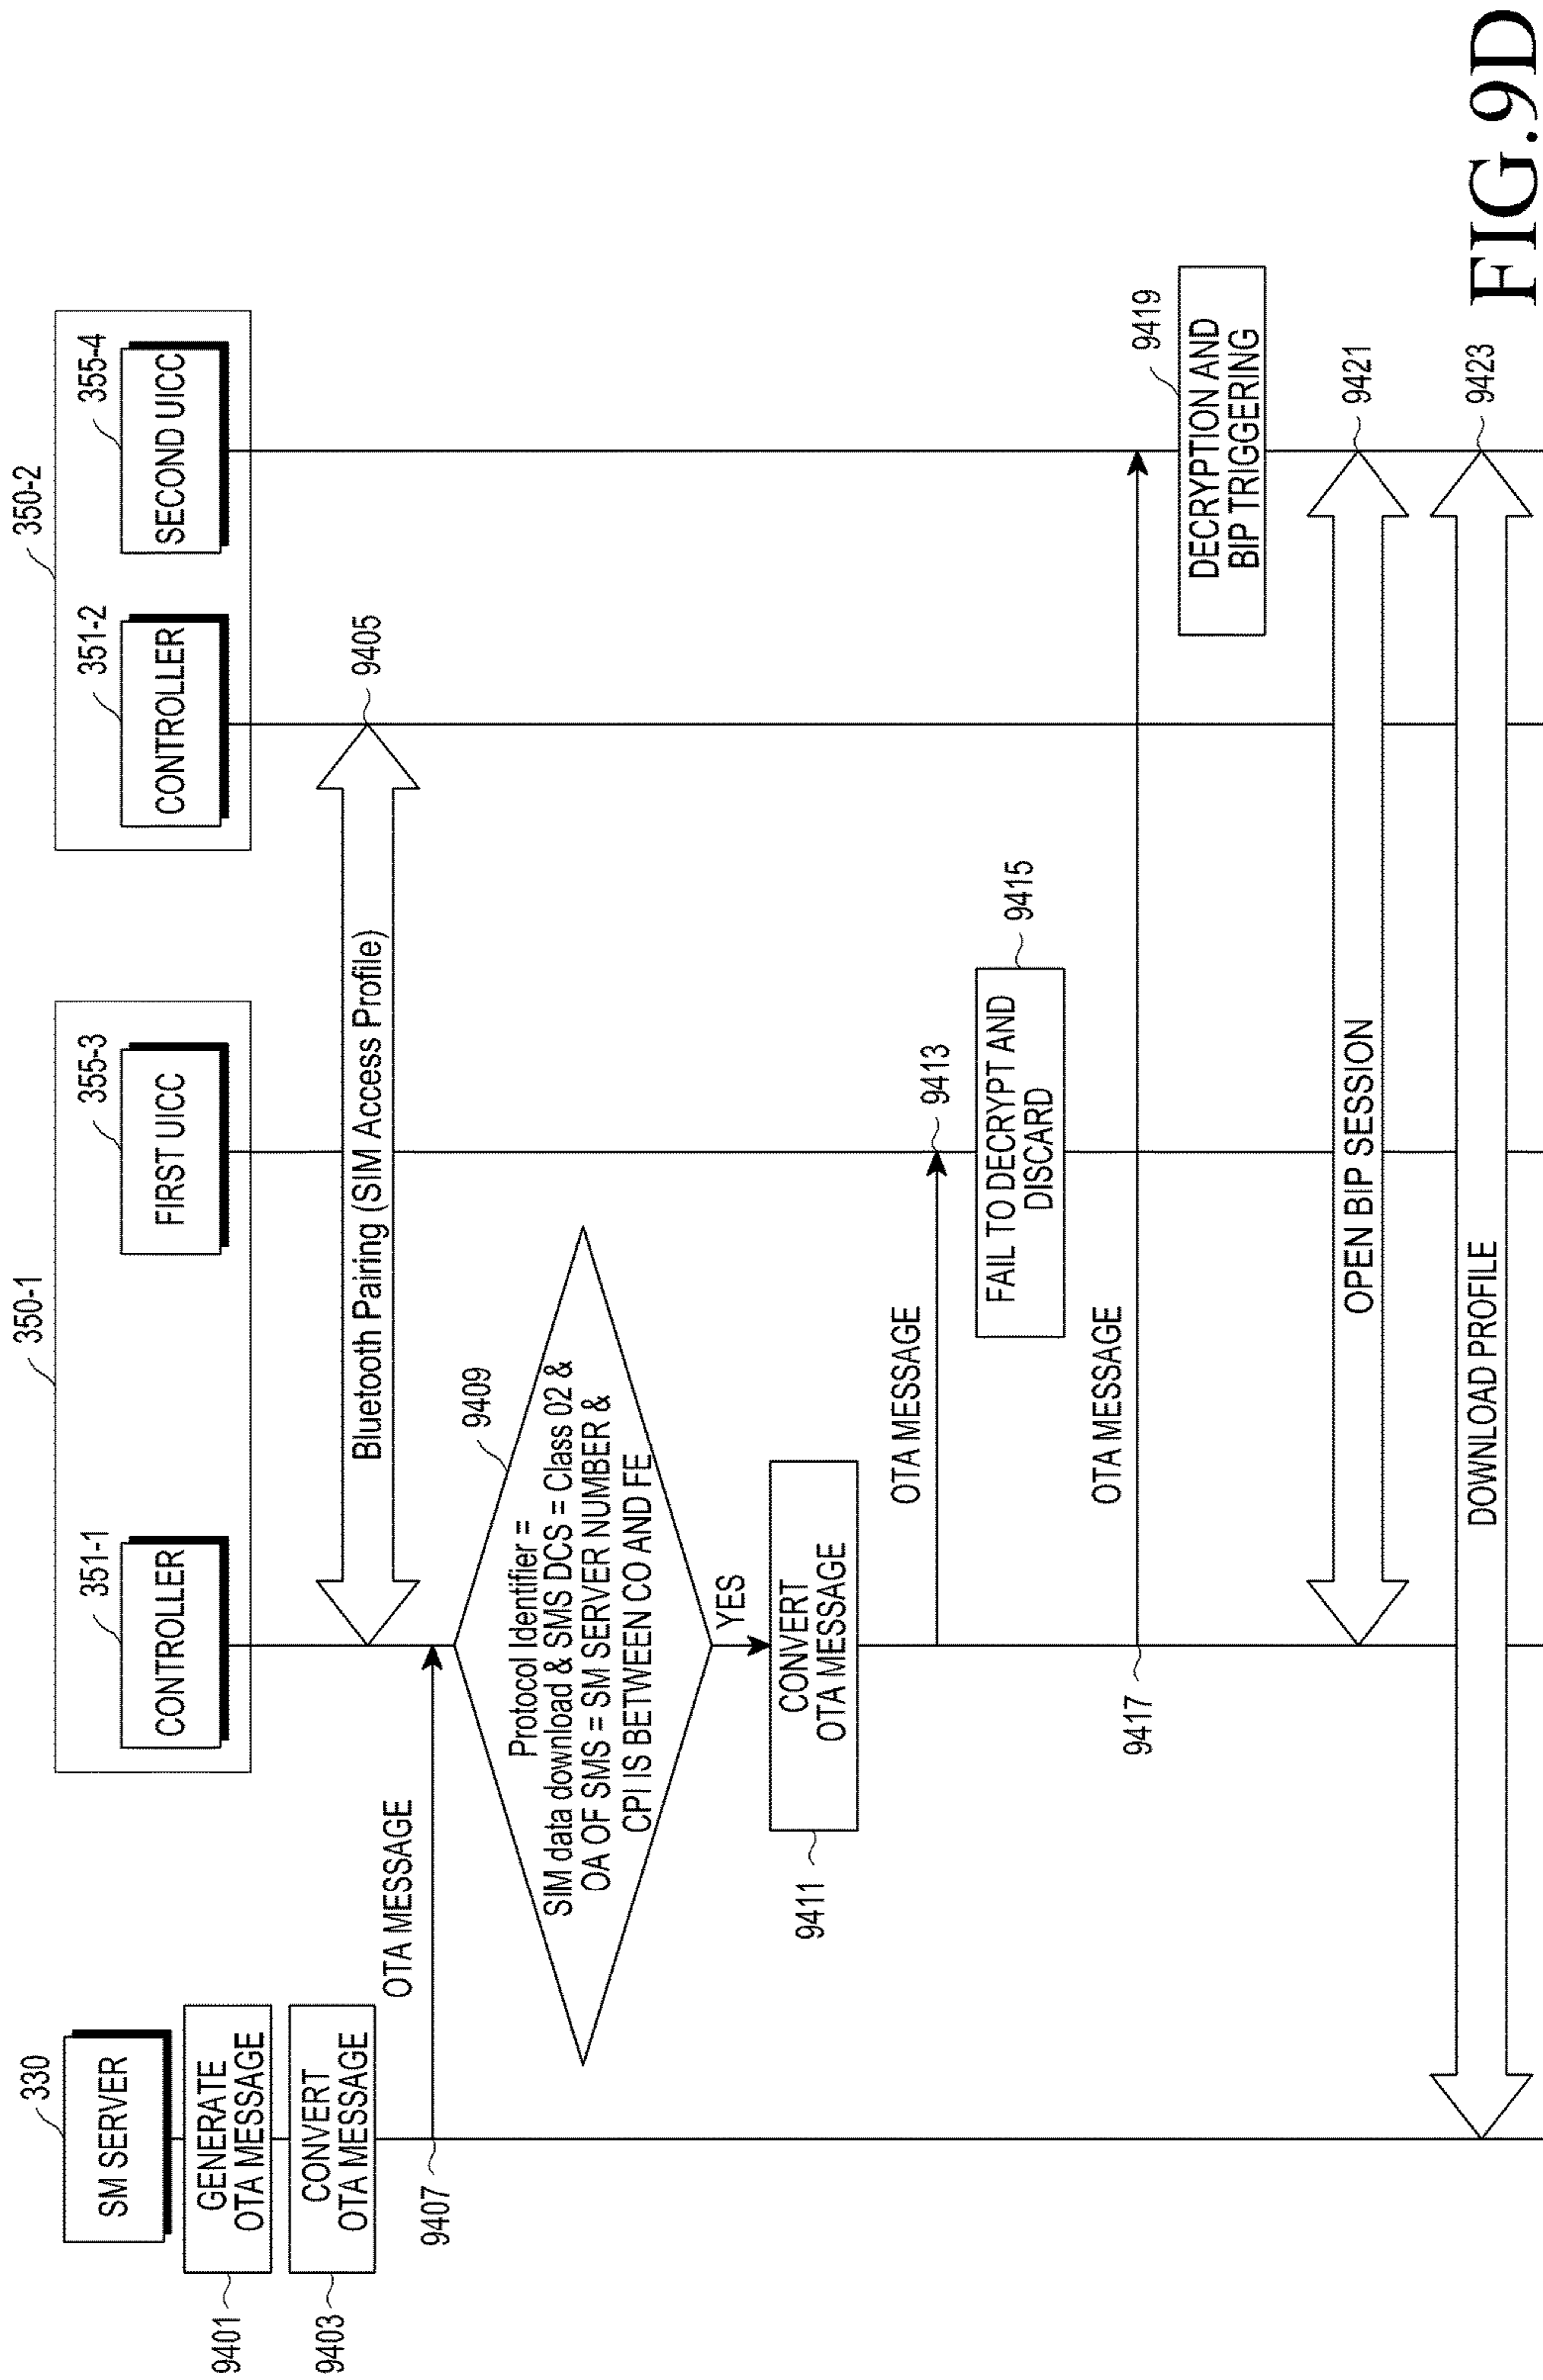 330
SM SERVER
350-1
351-1
CONTROLLER
355-3
FIRST UICC
350-2
351-2
CONTROLLER
355-4
SECOND UICC
9401
GENERATE
OTA MESSAGE
9403
CONVERT
OTA MESSAGE
Bluetooth Pairing (SIM Access Profile)
9405
9407
OTA MESSAGE
9409
Protocol Identifier =
SIM data download & SMS DCS = Class 02 &
OA OF SMS = SM SERVER NUMBER &
CPI IS BETWEEN CO AND FE
YES
9411
CONVERT
OTA MESSAGE
OTA MESSAGE
9413
FAIL TO DECRYPT AND
DISCARD
9415
OTA MESSAGE
9417
DECRYPTION AND
BIP TRIGGERING
9419
OPEN BIP SESSION
9421
DOWNLOAD PROFILE
9423
FIG.9D